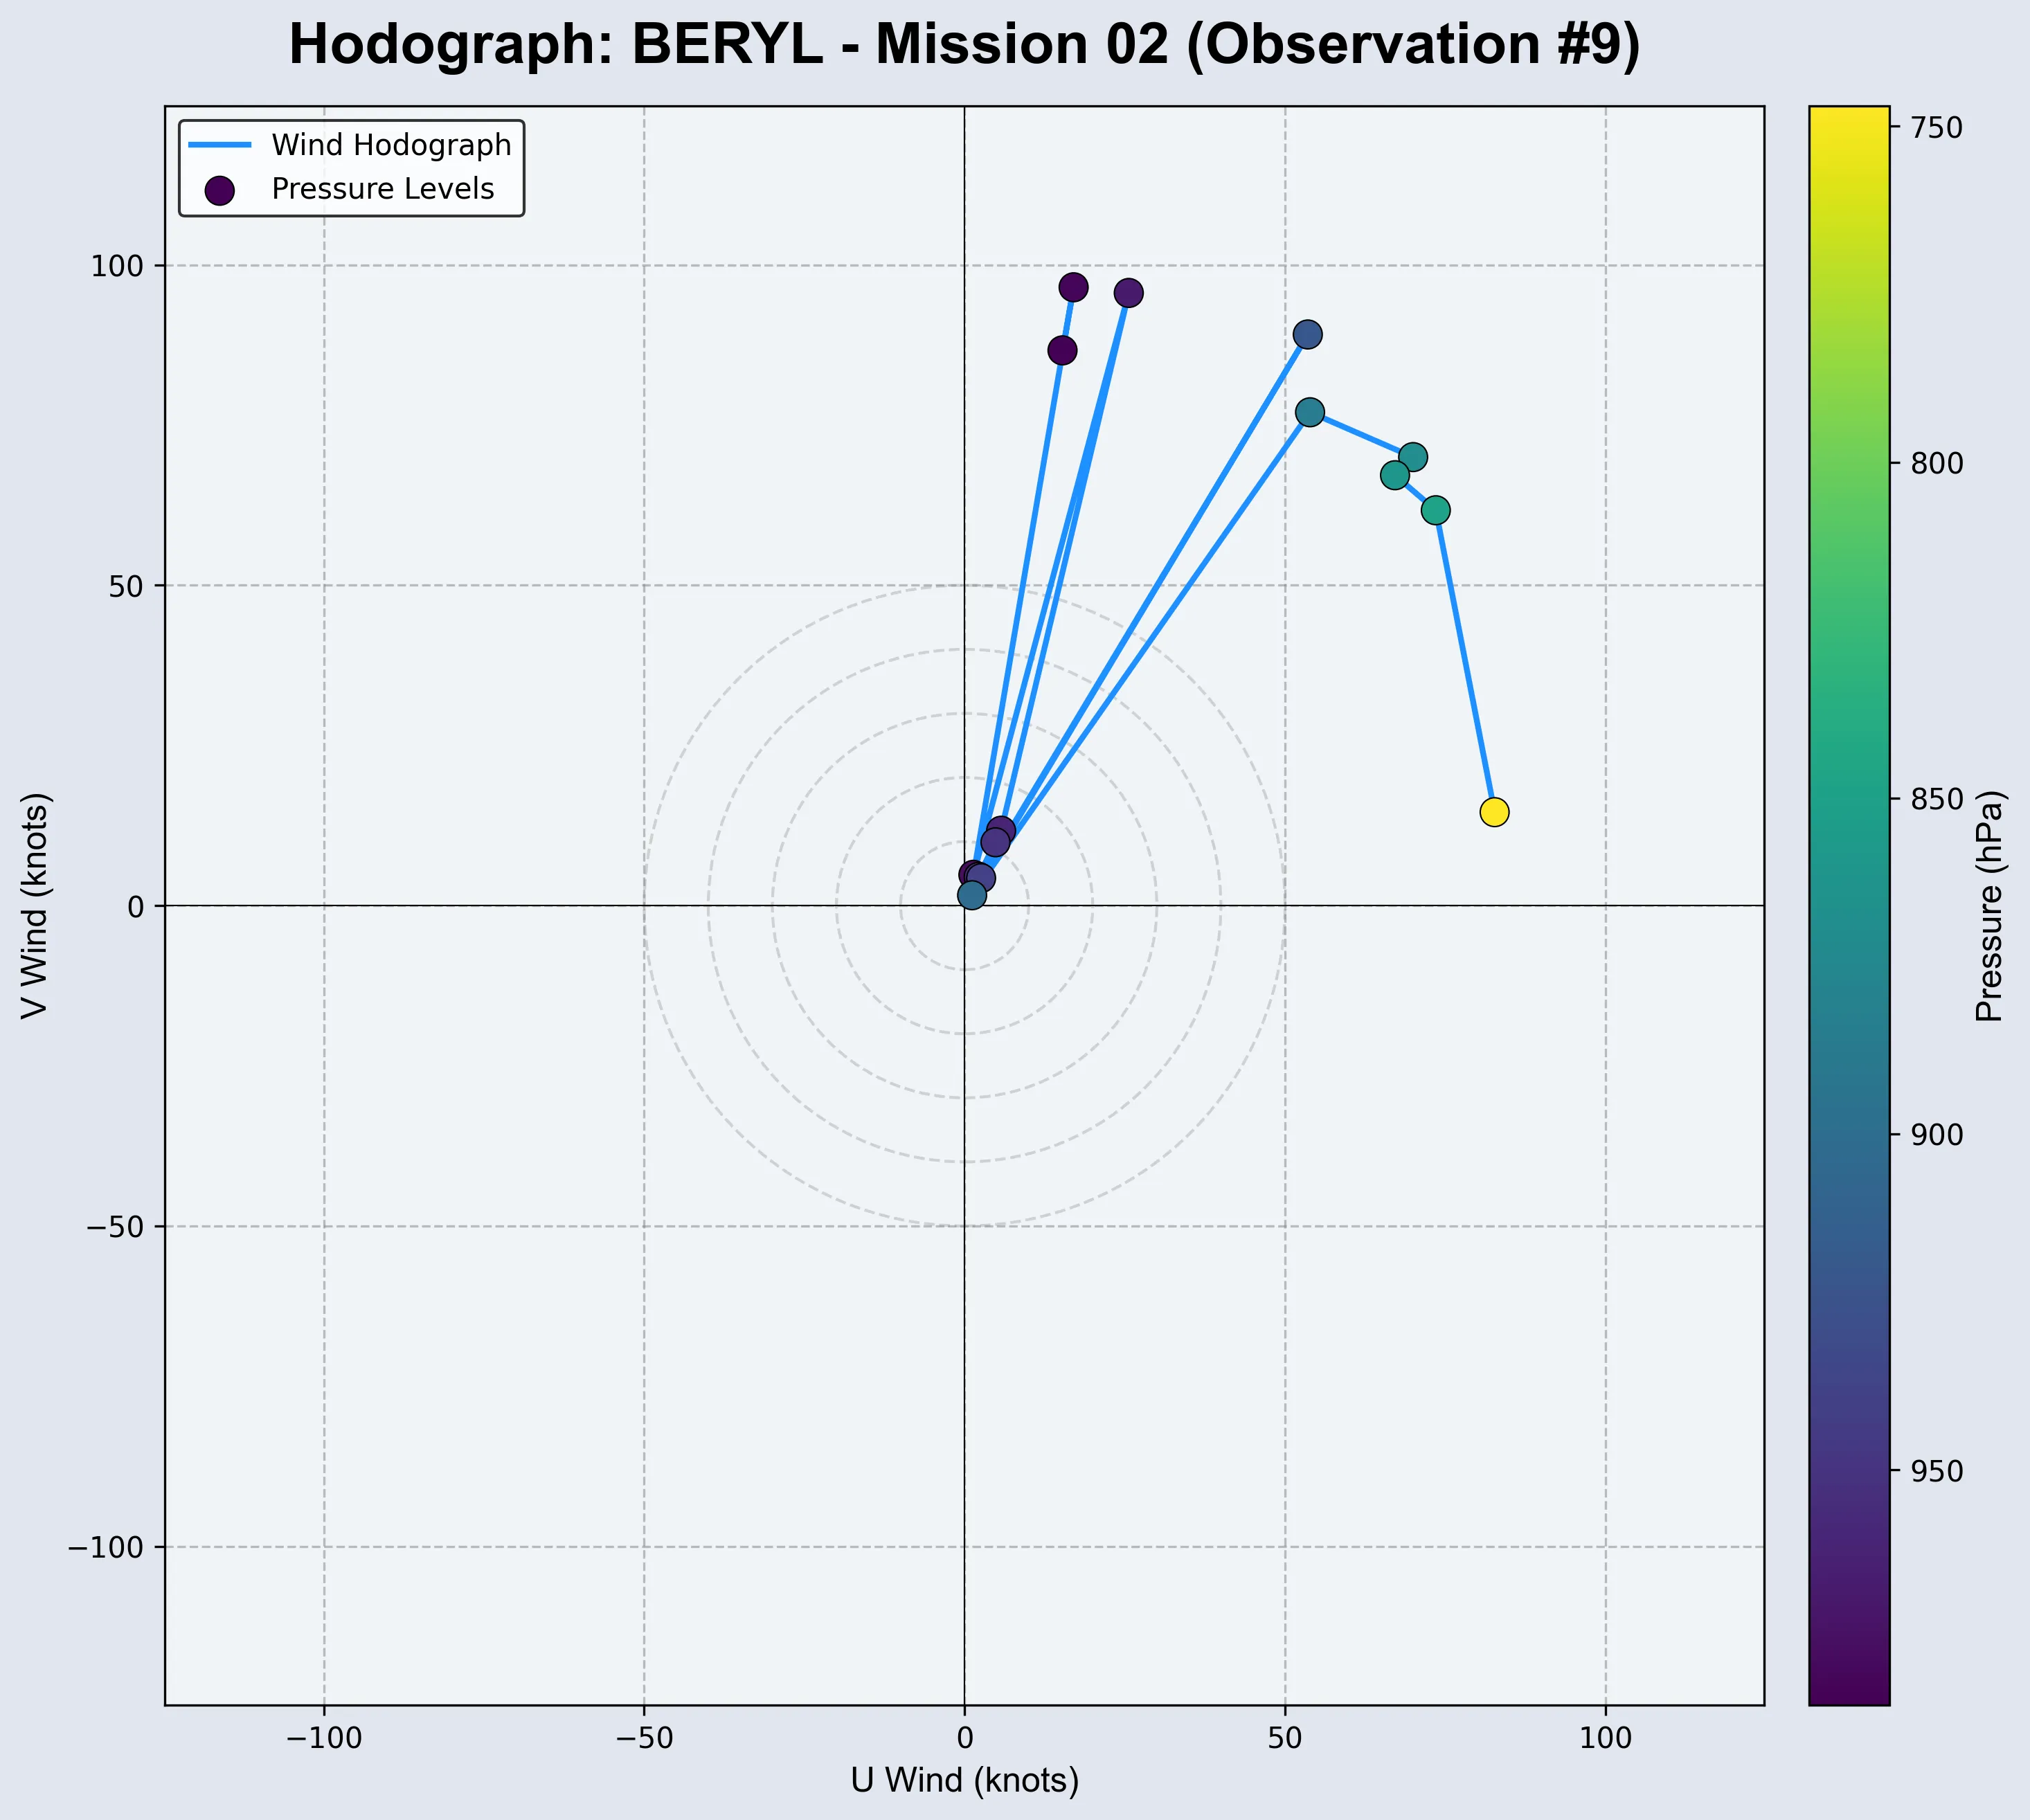 Hodograph: BERYL - Mission 02 (Observation #9)
Wind Hodograph
Pressure Levels
V Wind (knots)
100
50
0
−50
−100
−100
−50
0
50
100
U Wind (knots)
750
800
850
900
950
Pressure (hPa)